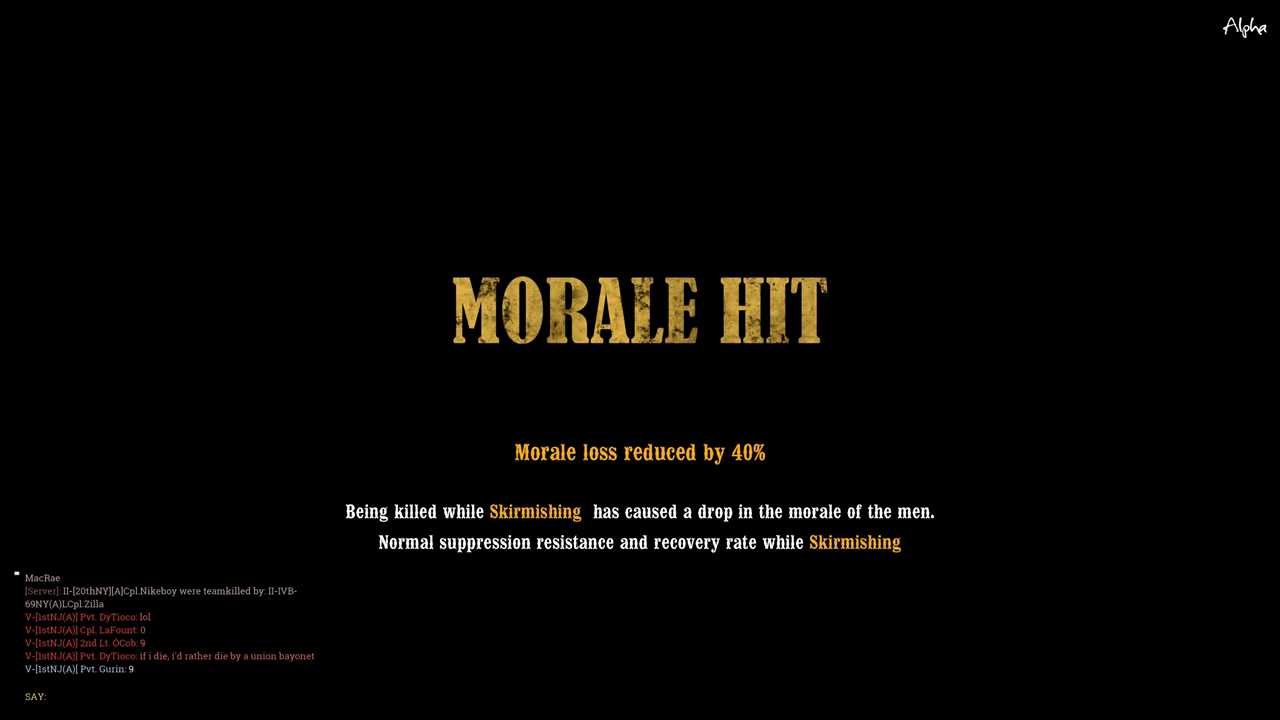 Alpha
MORALE HIT
Morale loss reduced by 40%
Being killed while Skirmishing has caused a drop in the morale of the men.
Normal suppression resistance and recovery rate while Skirmishing
MacRae
[Server]: II-[20thNY][A]Cpl.Nikeboy were teamkilled by: II-IVB-
69NY(A)LCpl.Zilla
V-[1stNJ(A)] Pvt. DyTioco: lol
V-[1stNJ(A)] Cpl. LaFount: 0
V-[1stNJ(A)] 2nd Lt. ÓCob: 9
V-[1stNJ(A)] Pvt. DyTioco: if i die, i'd rather die by a union bayonet
V-[1stNJ(A)[ Pvt. Gurin: 9
SAY: